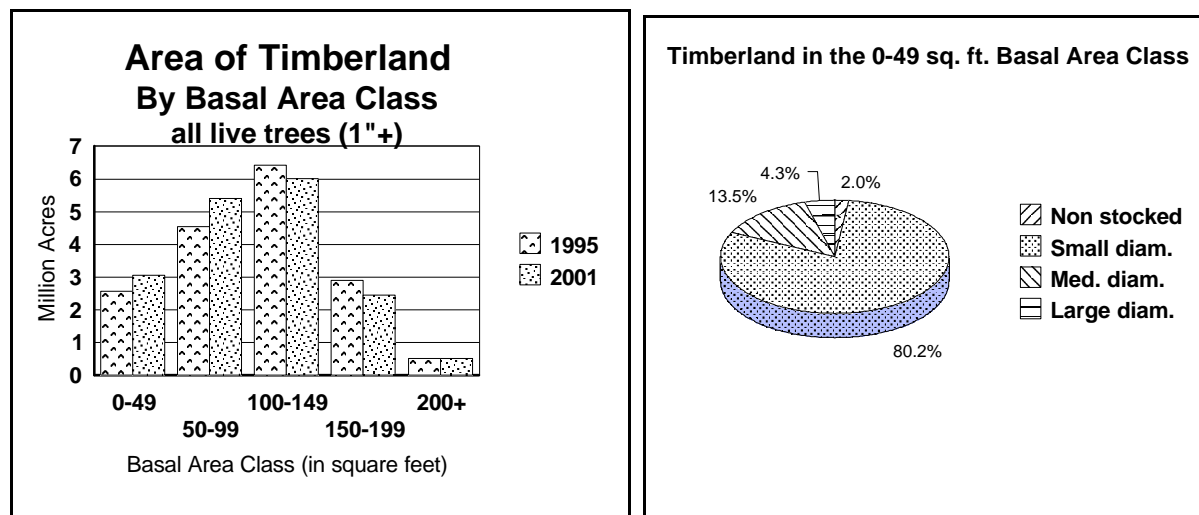 Area of Timberland
By Basal Area Class
all live trees (1"+)
7
6
5
4
3
2
1
0
Million Acres
0-49
50-99
100-149
150-199
200+
Basal Area Class (in square feet)
1995
2001
Timberland in the 0-49 sq. ft. Basal Area Class
4.3%
2.0%
13.5%
80.2%
Non stocked
Small diam.
Med. diam.
Large diam.